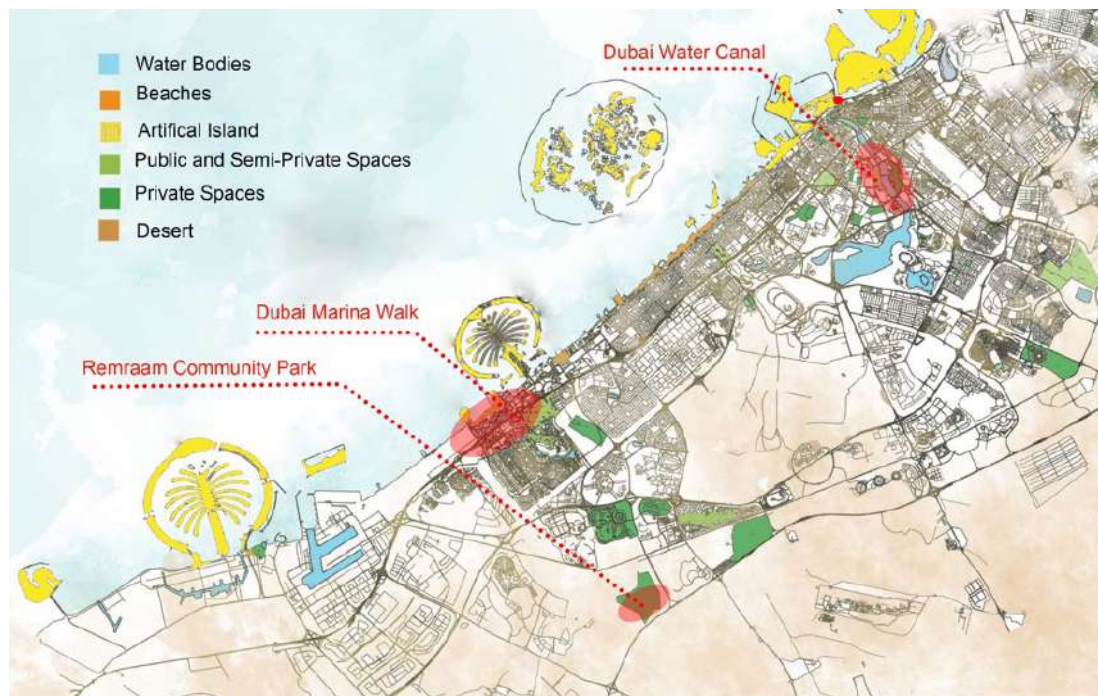 Dubai Water Canal
Water Bodies
Beaches
Artifical Island
Public and Semi-Private Spaces
Private Spaces
Desert
Dubai Marina Walk
Remraam Community Park